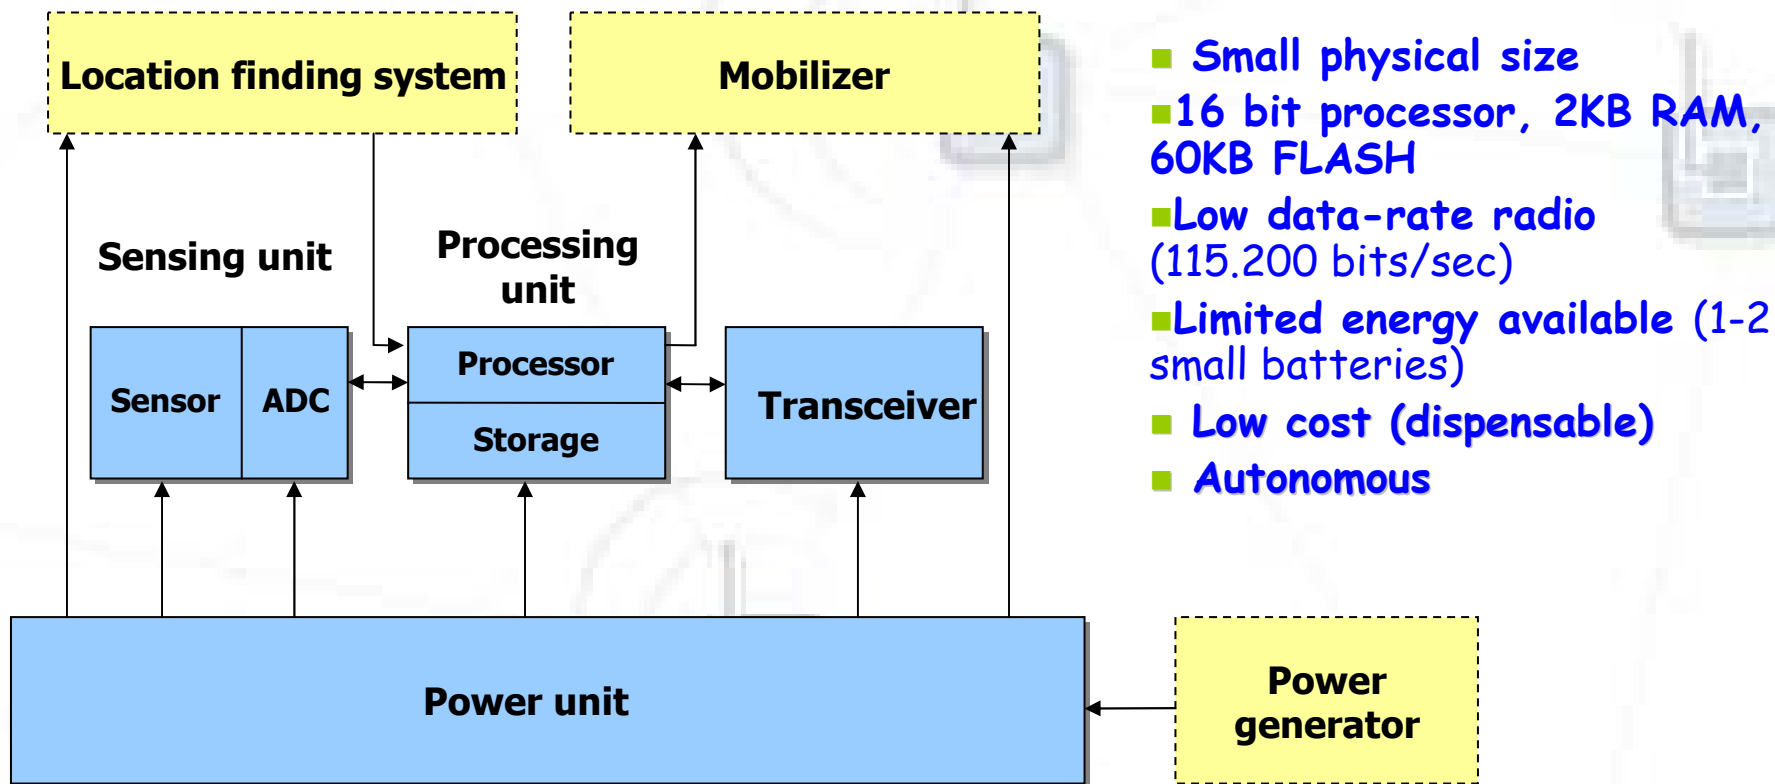 Location finding system
Mobilizer
Sensing unit
Processing
unit
Sensor
ADC
Processor
Storage
Transceiver
Power unit
Power
generator
Small physical size
16 bit processor, 2KB RAM,
60KB FLASH
Low data-rate radio
(115.200 bits/sec)
Limited energy available (1-2
small batteries)
Low cost (dispensable)
Autonomous